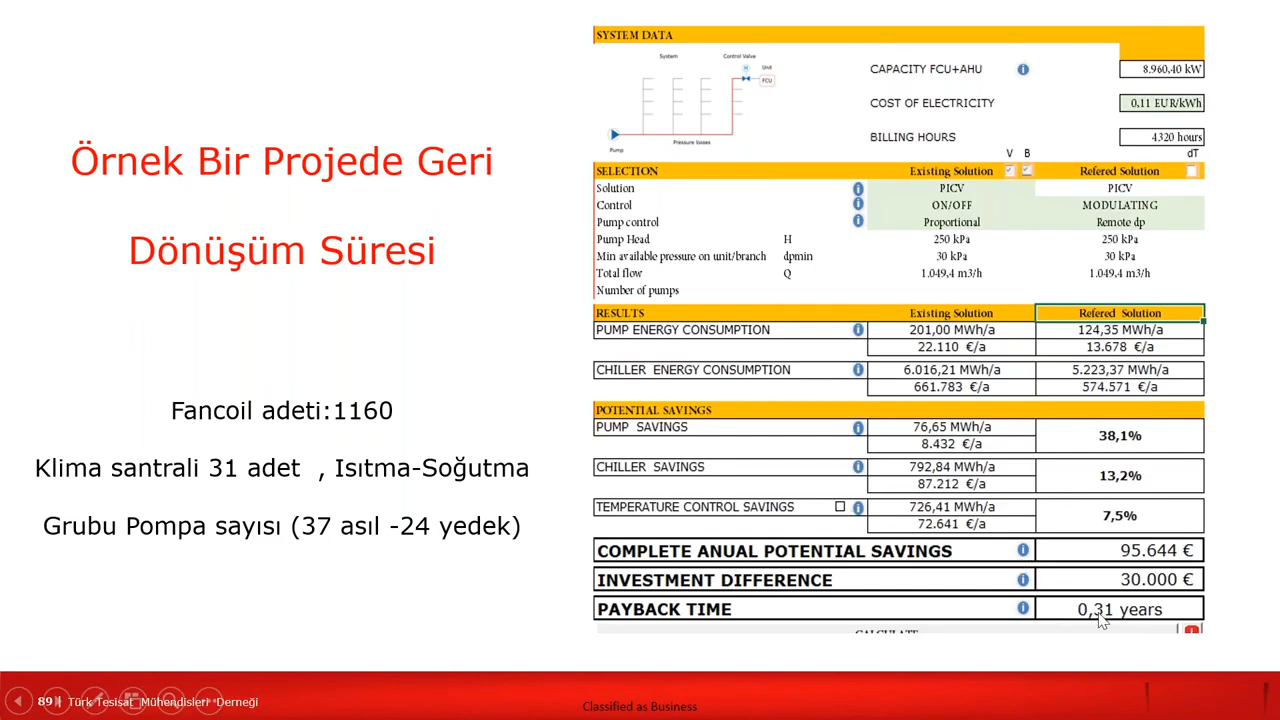 Örnek Bir Projede Geri
Dönüşüm Süresi
Fancoil adeti:1160
Klima santrali 31 adet , Isıtma-Soğutma
Grubu Pompa sayısı (37 asıl -24 yedek)
SYSTEM DATA
System
Control Valve
Unit
FCU
Pump
Pressure losses
CAPACITY FCU+AHU 8.960,40 kW
COST OF ELECTRICITY 0,11 EUR/kWh
BILLING HOURS 4320 hours
V B dT
SELECTION Existing Solution Refered Solution
Solution PICV PICV
Control ON/OFF MODULATING
Pump control Proportional Remote dp
Pump Head H 250 kPa 250 kPa
Min available pressure on unit/branch dpmin 30 kPa 30 kPa
Total flow Q 1.049,4 m3/h 1.049,4 m3/h
Number of pumps
RESULTS Existing Solution Refered Solution
PUMP ENERGY CONSUMPTION 201,00 MWh/a 124,35 MWh/a
22.110 €/a 13.678 €/a
CHILLER ENERGY CONSUMPTION 6.016,21 MWh/a 5.223,37 MWh/a
661.783 €/a 574.571 €/a
POTENTIAL SAVINGS
PUMP SAVINGS 76,65 MWh/a 38,1%
8.432 €/a
CHILLER SAVINGS 792,84 MWh/a 13,2%
87.212 €/a
TEMPERATURE CONTROL SAVINGS 726,41 MWh/a 7,5%
72.641 €/a
COMPLETE ANUAL POTENTIAL SAVINGS 95.644 €
INVESTMENT DIFFERENCE 30.000 €
PAYBACK TIME 0,31 years
CALCULATE
89 | Türk Tesisat Mühendisleri Derneği
Classified as Business